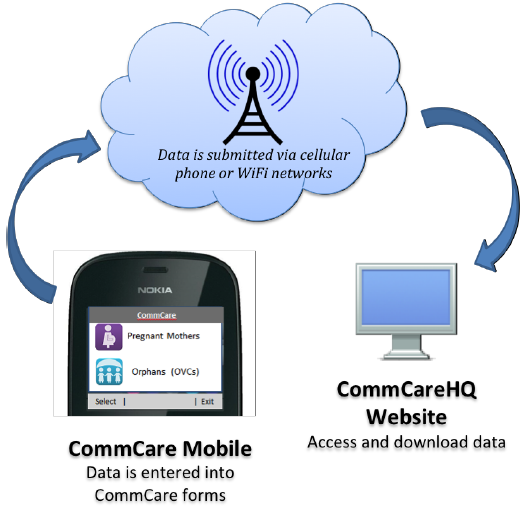 Data is submitted via cellular
phone or WiFi networks
NOKIA
CommCare
Pregnant Mothers
Orphans (OVCs)
Select | | Exit
CommCare Mobile
Data is entered into
CommCare forms
CommCareHQ
Website
Access and download data